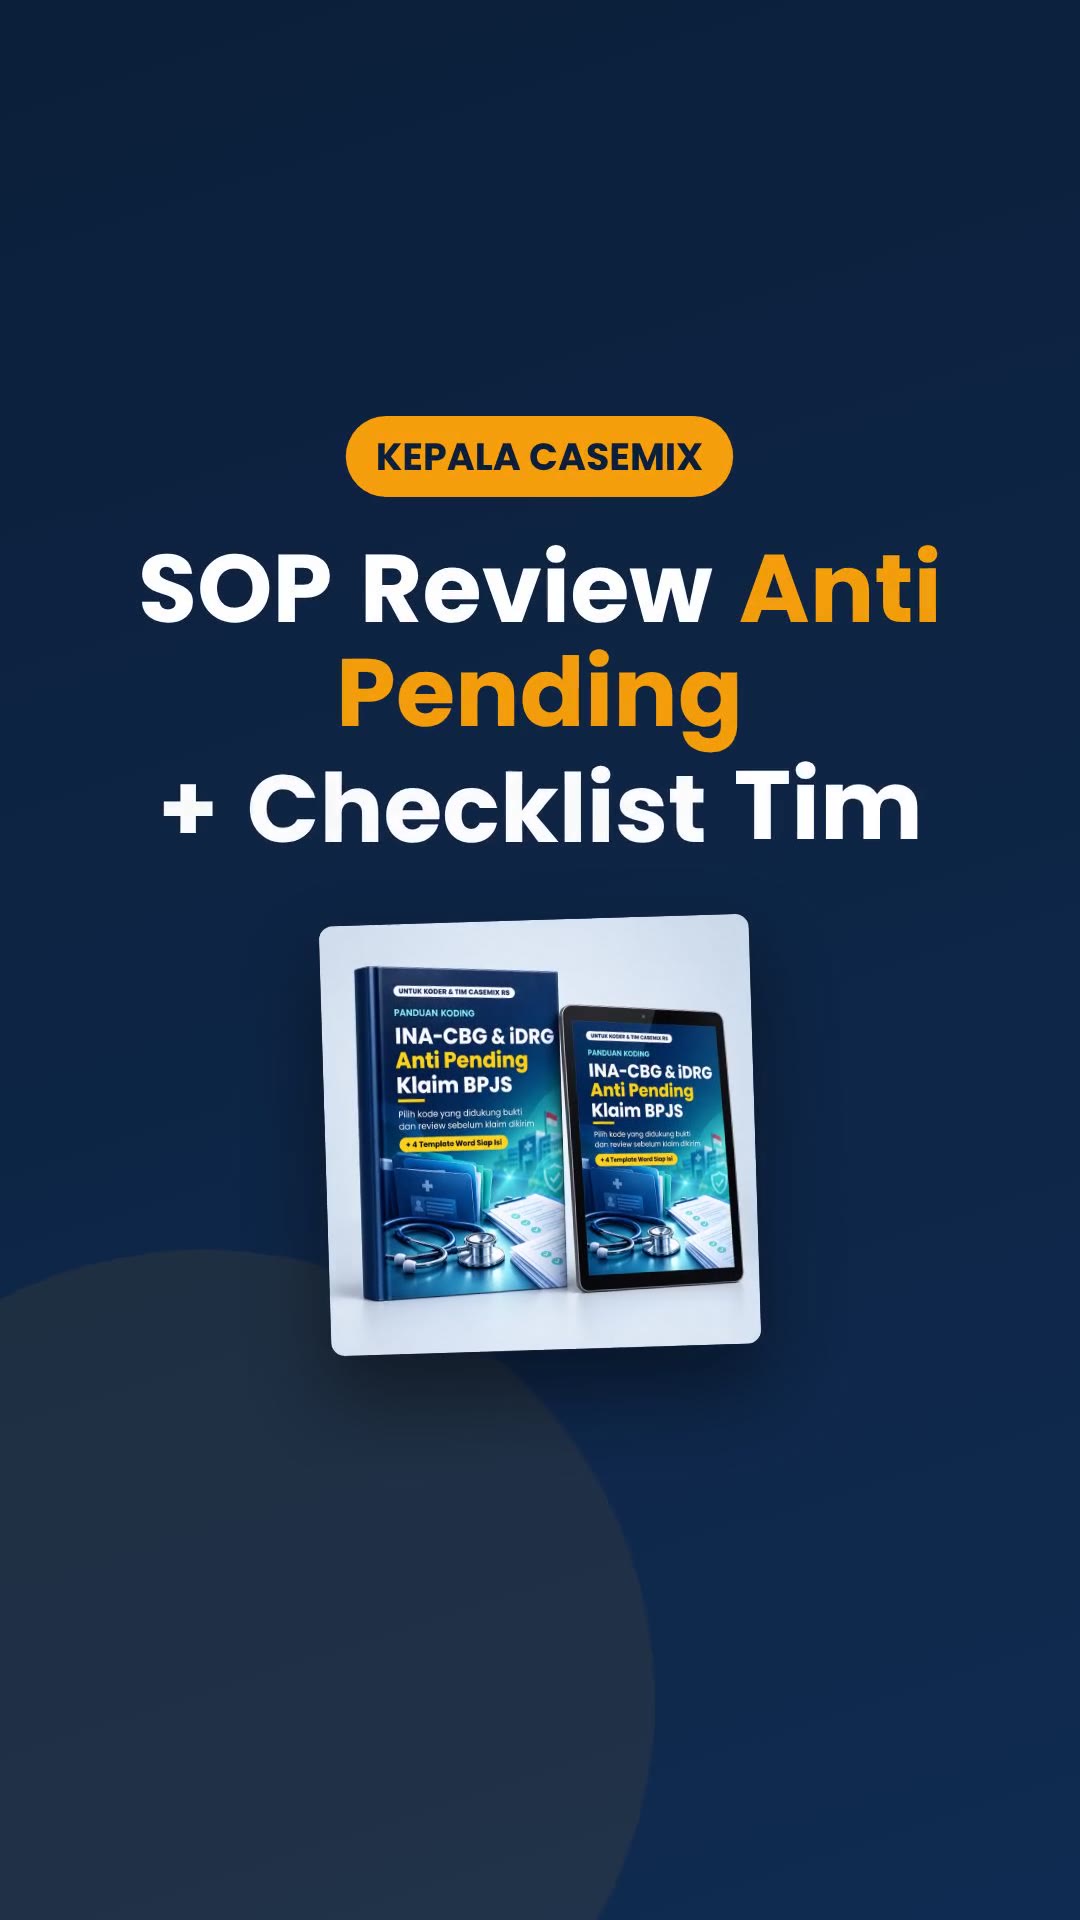 KEPALA CASEMIX
SOP Review Anti
Pending
+ Checklist Tim
UNTUK KODER & TIM CASEMIX RS
PANDUAN KODING
INA-CBG & iDRG
Anti Pending
Klaim BPJS
Pilih kode yang didukung bukti
dan review sebelum klaim dikirim
+ 4 Template Word Siap Isi
UNTUK KODER & TIM CASEMIX RS
PANDUAN KODING
INA-CBG & iDRG
Anti Pending
Klaim BPJS
Pilih kode yang didukung bukti
dan review sebelum klaim dikirim
+ 4 Template Word Siap Isi